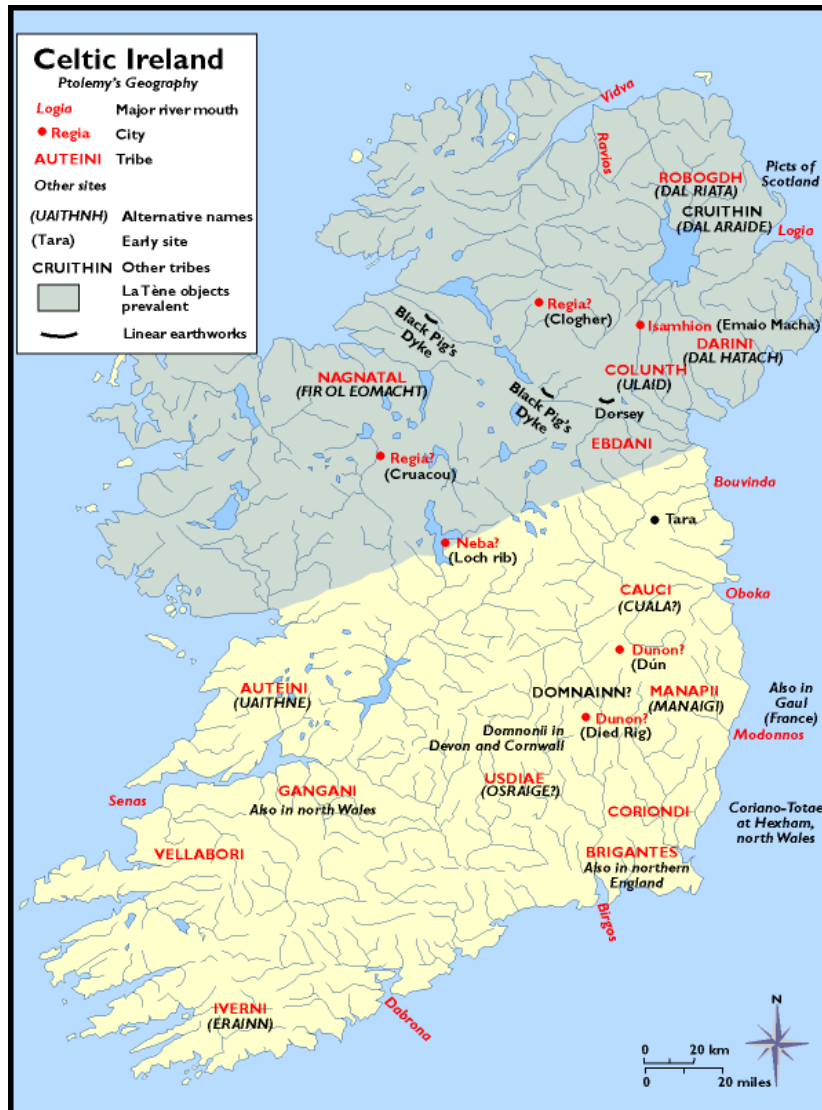 Celtic Ireland
Ptolemy's Geography
Logia Major river mouth
Regia City
AUTEINI Tribe
Other sites
(UAITHNH) Alternative names
(Tara) Early site
CRUITHIN Other tribes
La Tène objects
prevalent
Linear earthworks
Vidva
Ravios
ROBOGDH
(DAL RIATA)
Picts of
Scotland
CRUITHIN
(DAL ARAIDE)
Logia
Regia?
(Clogher)
Isamhion (Emaio Macha)
DARINI
(DAL HATACH)
Black Pig's
Dyke
COLUNTH
(ULAID)
NAGNATAL
(FIR OL EOMACHT)
Black Pig's
Dyke
Dorsey
EBDANI
Regia?
(Cruacou)
Bouvinda
Tara
Neba?
(Loch rib)
CAUCI
(CUALA?)
Oboka
Dunon?
(Dún
AUTEINI
(UAITHNE)
DOMNAINN?
MANAPII
(MANAIGI)
Also in
Gaul
(France)
Dunon?
(Died Rig)
Domnonii in
Devon and Cornwall
Modonnos
USDIAE
(OSRAIGE?)
GANGANI
Also in north Wales
Senas
CORIONDI
Coriano-Totae
at Hexham,
north Wales
VELLABORI
BRIGANTES
Also in northern
England
Birgos
IVERNI
(ERAINN)
Dabrona
N
0 20 km
0 20 miles